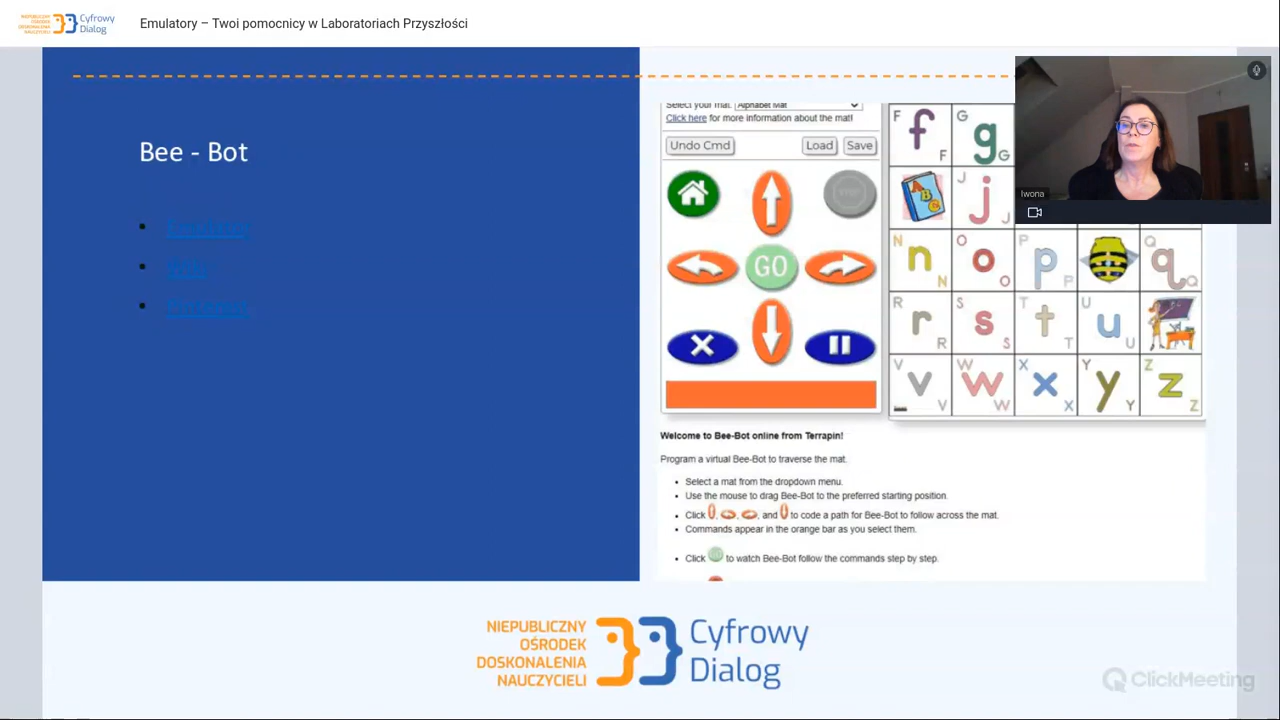 NIEPUBLICZNY
OŚRODEK
DOSKONALENIA
NAUCZYCIELI
Cyfrowy
Dialog
Emulatory – Twoi pomocnicy w Laboratoriach Przyszłości
Bee - Bot
Select your mat: Alphabet Mat
Click here for more information about the mat!
Undo Cmd Load Save
GO
F f F G g G
J j J
N n N O o O P p P Q q Q
R r R S s S T t T U u U
V v V W w W X x X Y y Y Z z Z
Iwona
Welcome to Bee-Bot online from Terrapin!
Program a virtual Bee-Bot to traverse the mat.
Select a mat from the dropdown menu.
Use the mouse to drag Bee-Bot to the preferred starting position.
Click , , , and to code a path for Bee-Bot to follow across the mat.
Commands appear in the orange bar as you select them.
Click GO to watch Bee-Bot follow the commands step by step.
NIEPUBLICZNY
OŚRODEK
DOSKONALENIA
NAUCZYCIELI
Cyfrowy
Dialog
ClickMeeting